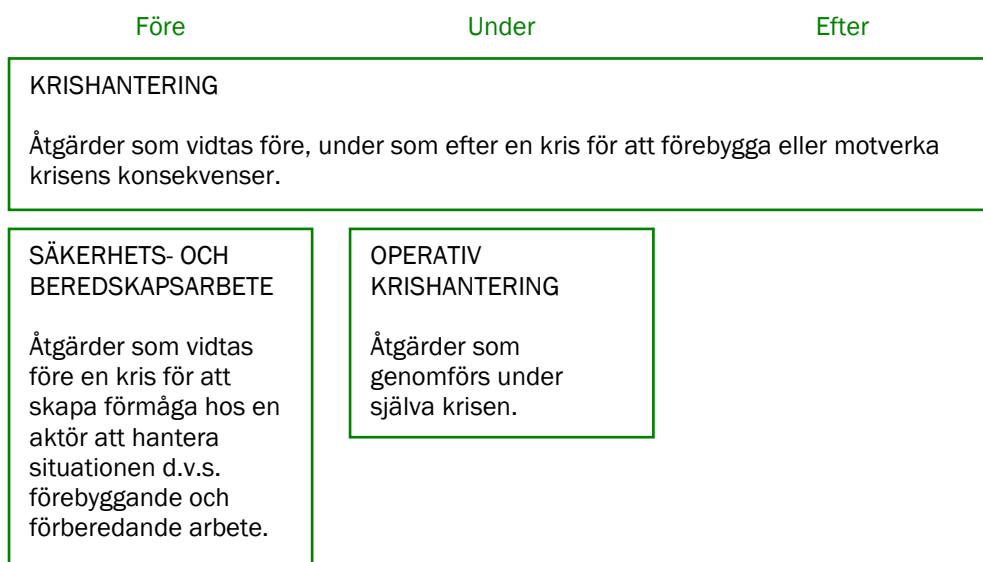 Före Under Efter
KRISHANTERING
Åtgärder som vidtas före, under som efter en kris för att förebygga eller motverka
krisens konsekvenser.
SÄKERHETS- OCH
BEREDSKAPSARBETE
Åtgärder som vidtas
före en kris för att
skapa förmåga hos en
aktör att hantera
situationen d.v.s.
förebyggande och
förberedande arbete.
OPERATIV
KRISHANTERING
Åtgärder som
genomförs under
själva krisen.